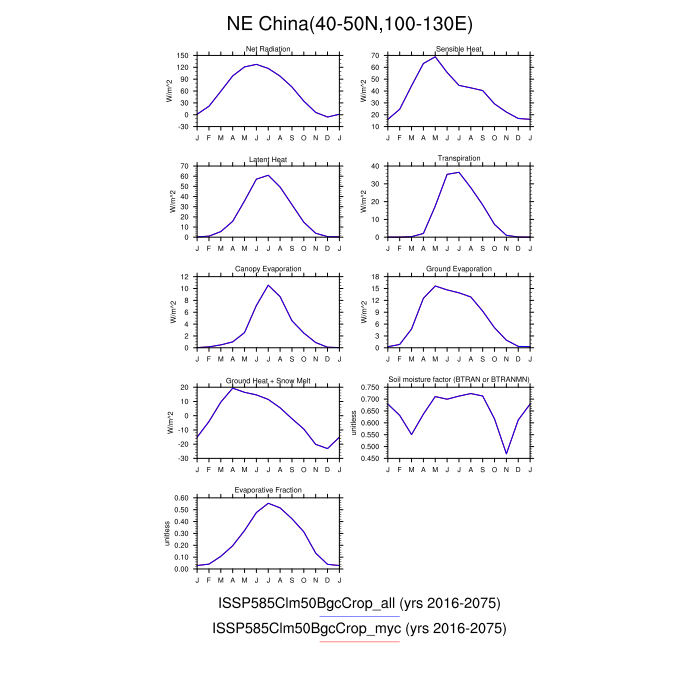 NE China(40-50N,100-130E)
Net Radiation
150
120
90
60
30
0
-30
W/m^2
J F M A M J J A S O N D J
Sensible Heat
70
60
50
40
30
20
10
W/m^2
J F M A M J J A S O N D J
Latent Heat
70
60
50
40
30
20
10
0
W/m^2
J F M A M J J A S O N D J
Transpiration
40
30
20
10
0
W/m^2
J F M A M J J A S O N D J
Canopy Evaporation
12
10
8
6
4
2
0
W/m^2
J F M A M J J A S O N D J
Ground Evaporation
18
15
12
9
6
3
0
W/m^2
J F M A M J J A S O N D J
Ground Heat + Snow Melt
20
10
0
-10
-20
-30
W/m^2
J F M A M J J A S O N D J
Soil moisture factor (BTRAN or BTRANMN)
0.750
0.700
0.650
0.600
0.550
0.500
0.450
unitless
J F M A M J J A S O N D J
Evaporative Fraction
0.60
0.50
0.40
0.30
0.20
0.10
0.00
unitless
J F M A M J J A S O N D J
ISSP585Clm50BgcCrop_all (yrs 2016-2075)
ISSP585Clm50BgcCrop_myc (yrs 2016-2075)